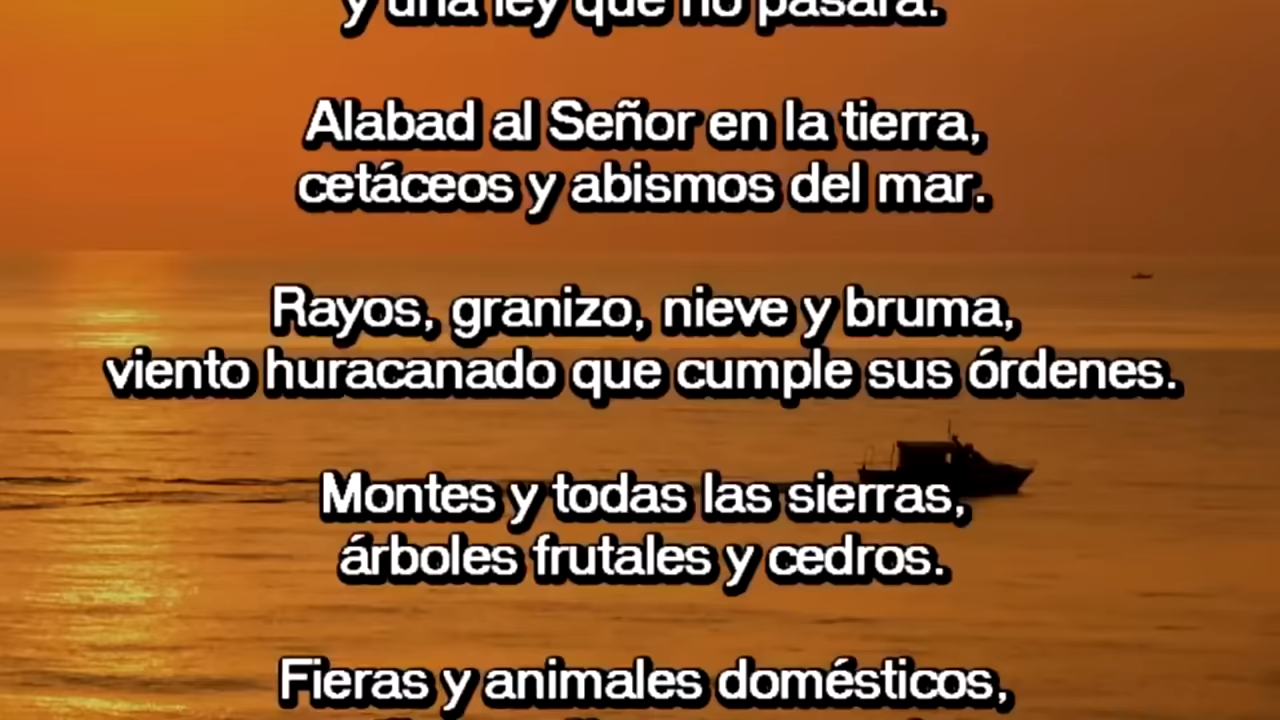 y una ley que no pasará.
Alabad al Señor en la tierra,
cetáceos y abismos del mar.
Rayos, granizo, nieve y bruma,
viento huracanado que cumple sus órdenes.
Montes y todas las sierras,
árboles frutales y cedros.
Fieras y animales domésticos,